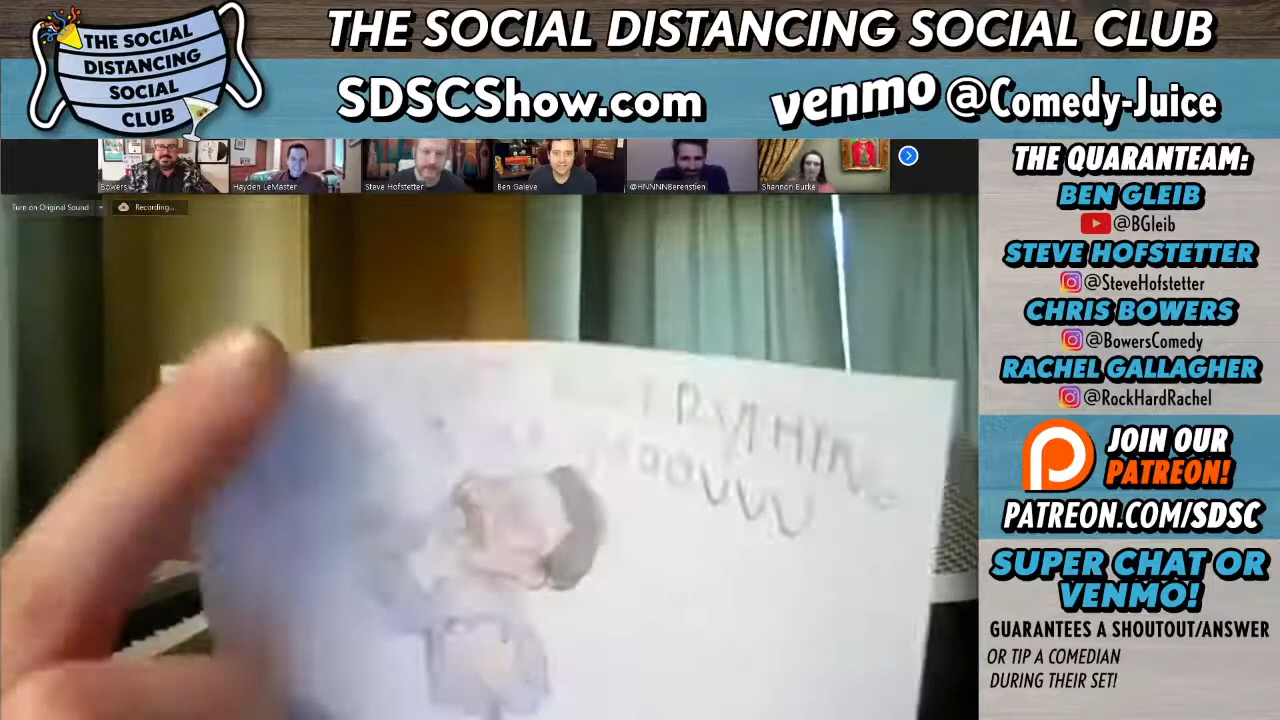 THE SOCIAL
DISTANCING
SOCIAL
CLUB
THE SOCIAL DISTANCING SOCIAL CLUB
SDSCShow.com
venmo @Comedy-Juice
Bowers
Hayden LeMaster
Steve Hofstetter
Ben Galeve
@HNNNNBerenstien
Shannon Burke
Turn on Original Sound
Recording...
THE QUARANTEAM:
BEN GLEIB
@BGleib
STEVE HOFSTETTER
@SteveHofstetter
CHRIS BOWERS
@BowersComedy
RACHEL GALLAGHER
@RockHardRachel
JOIN OUR
PATREON!
PATREON.COM/SDSC
SUPER CHAT OR
VENMO!
GUARANTEES A SHOUTOUT/ANSWER
OR TIP A COMEDIAN
DURING THEIR SET!